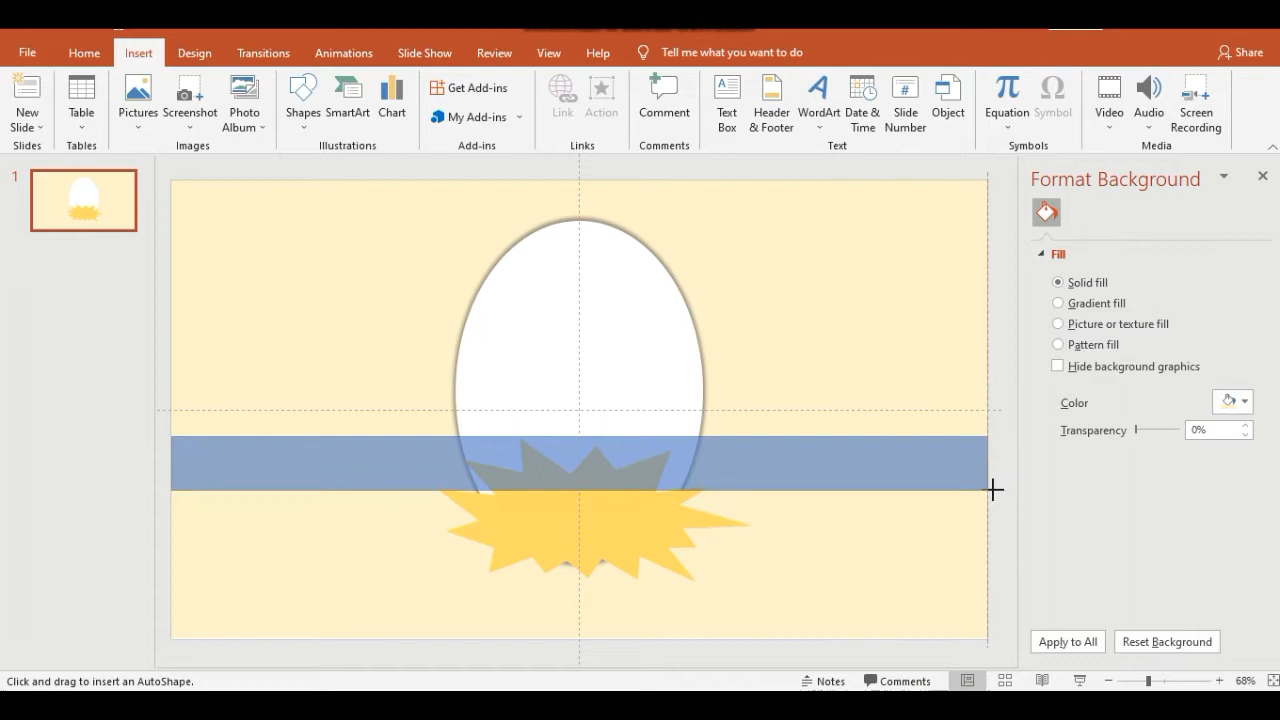 File Home Insert Design Transitions Animations Slide Show Review View Help Tell me what you want to do Share
New Slide Table Pictures Screenshot Photo Album Shapes SmartArt Chart Get Add-ins My Add-ins Link Action Comment Text Box Header & Footer WordArt Date & Time Slide Number Object Equation Symbol Video Audio Screen Recording
Slides Tables Images Illustrations Add-ins Links Comments Text Symbols Media
1
Format Background
Fill
Solid fill
Gradient fill
Picture or texture fill
Pattern fill
Hide background graphics
Color
Transparency 0%
Apply to All Reset Background
Click and drag to insert an AutoShape. Notes Comments 68%